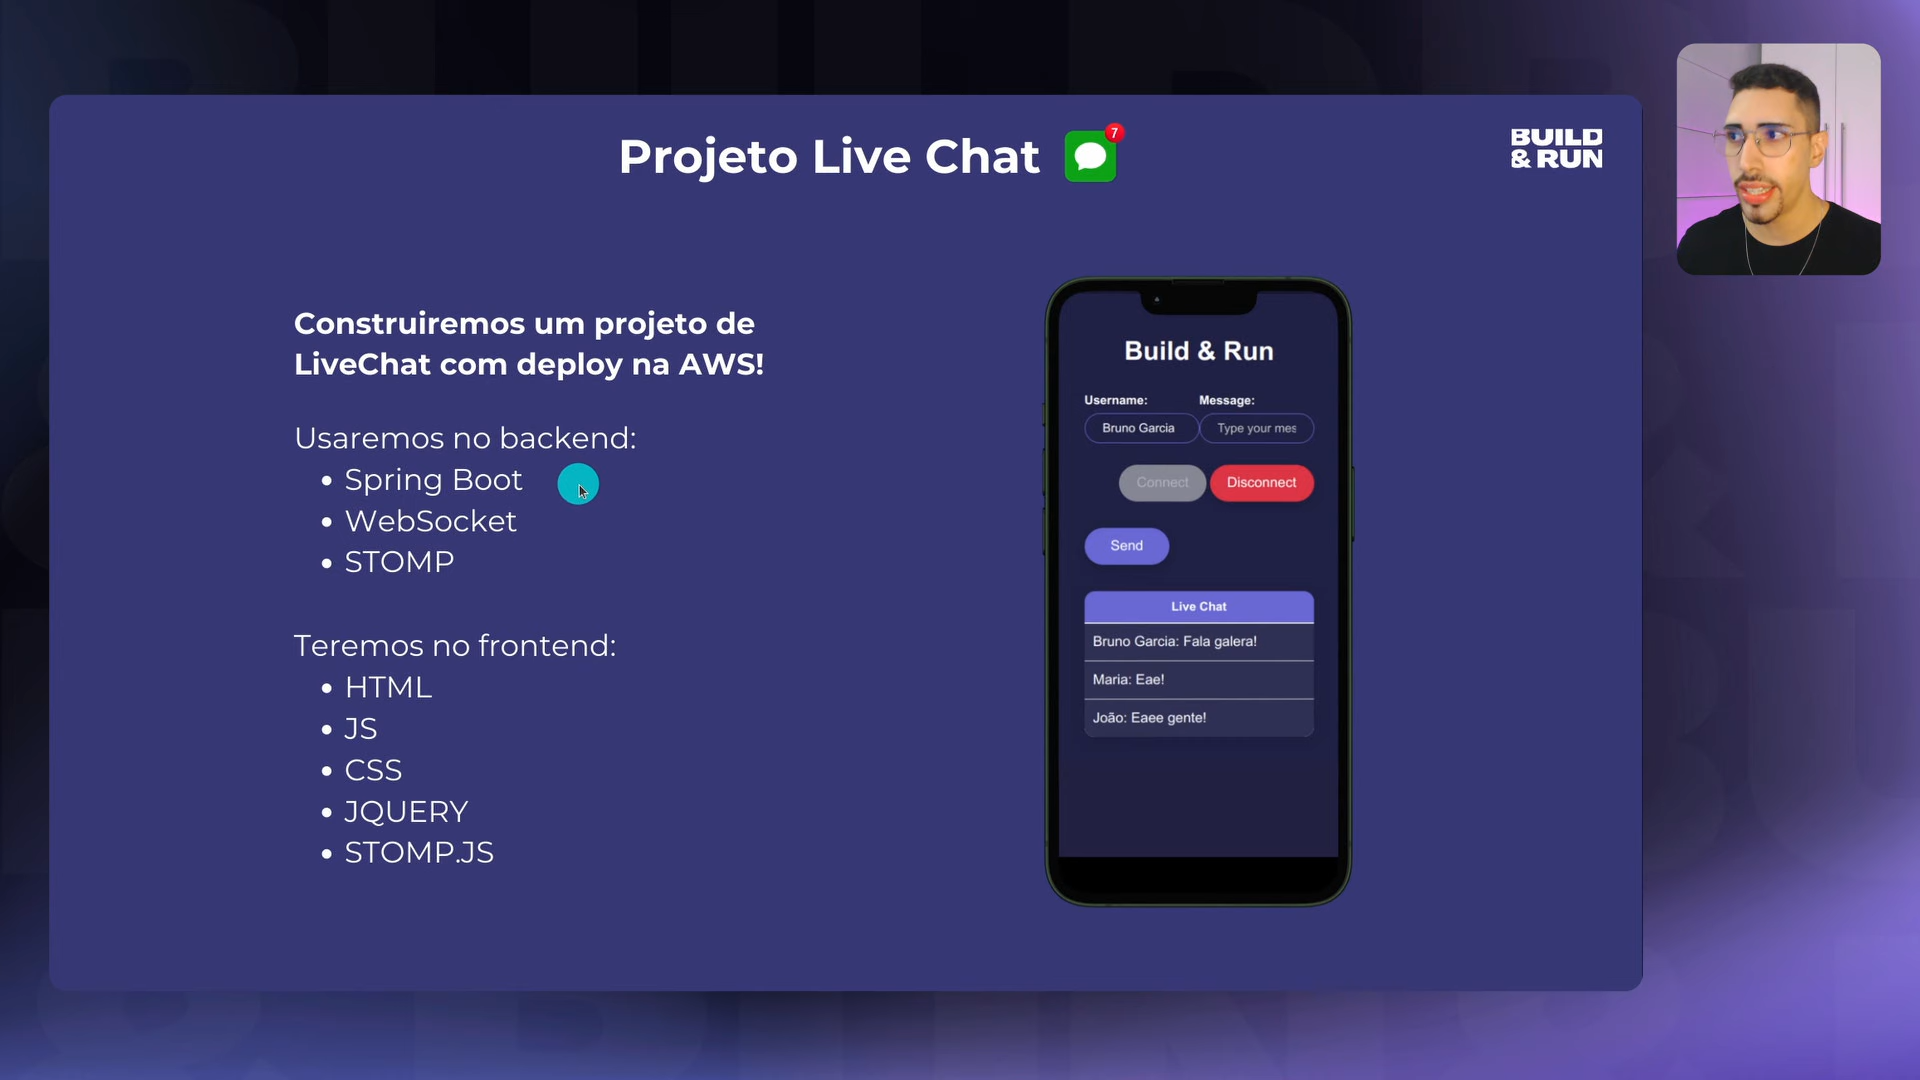 Projeto Live Chat
7
BUILD
& RUN
Construiremos um projeto de
LiveChat com deploy na AWS!
Usaremos no backend:
• Spring Boot
• WebSocket
• STOMP
Teremos no frontend:
• HTML
• JS
• CSS
• JQUERY
• STOMP.JS
Build & Run
Username: Message:
Bruno Garcia Type your mes
Connect Disconnect
Send
Live Chat
Bruno Garcia: Fala galera!
Maria: Eae!
João: Eaee gente!